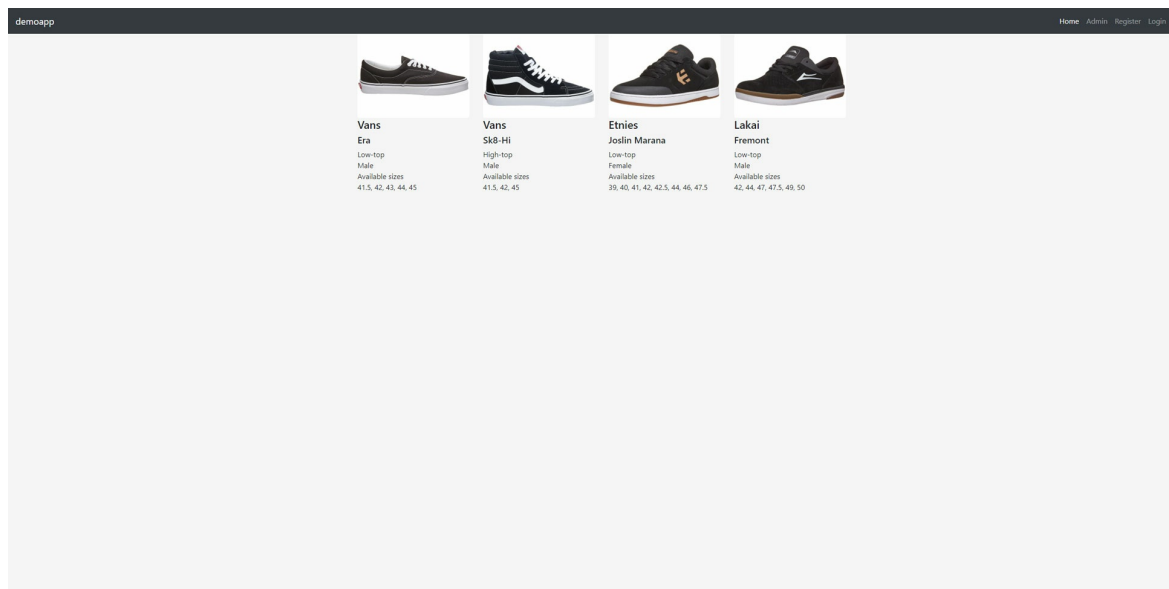 demoapp
Home Admin Register Login
Vans
Era
Low-top
Male
Available sizes
41.5, 42, 43, 44, 45
Vans
Sk8-Hi
High-top
Male
Available sizes
41.5, 42, 45
Etnies
Joslin Marana
Low-top
Female
Available sizes
39, 40, 41, 42, 42.5, 44, 46, 47.5
Lakai
Fremont
Low-top
Male
Available sizes
42, 44, 47, 47.5, 49, 50